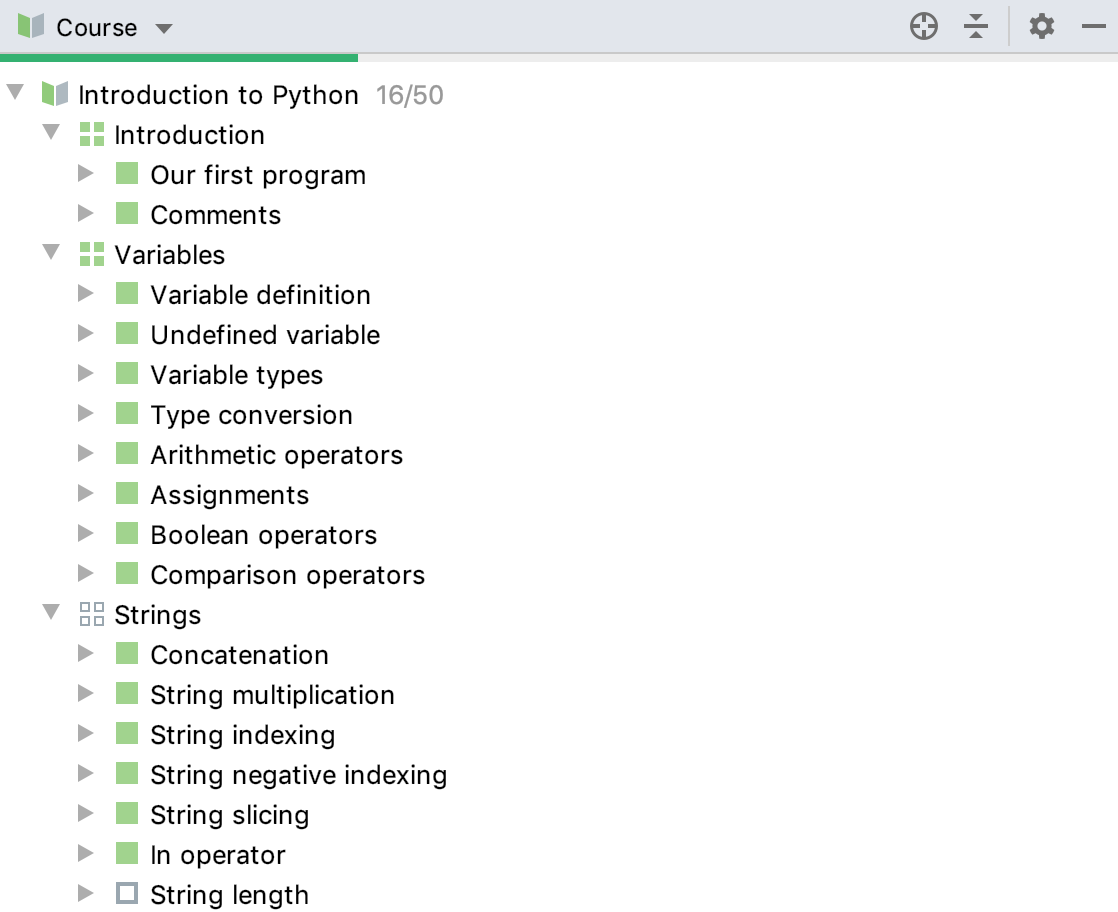 Course
Introduction to Python 16/50
Introduction
Our first program
Comments
Variables
Variable definition
Undefined variable
Variable types
Type conversion
Arithmetic operators
Assignments
Boolean operators
Comparison operators
Strings
Concatenation
String multiplication
String indexing
String negative indexing
String slicing
In operator
String length